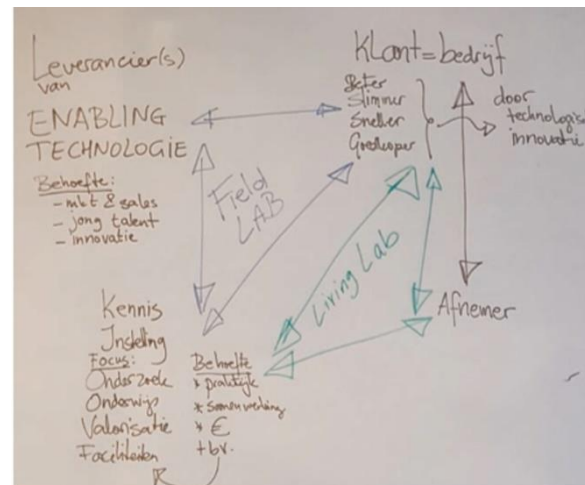 Leverancier(s)
van
ENABLING
TECHNOLOGIE
Behoefte:
- mkt & sales
- jong talent
- innovatie
Klant = bedrijf
Beter
Slimmer
Sneller
Goedkoper
door
technologische
innovatie
Field
LAB
Living Lab
Afnemer
Kennis
Instelling
Focus:
Onderzoek
Onderwijs
Valorisatie
Faciliteiten
Behoefte
* praktijk
* samenwerking
* €
+ bv.